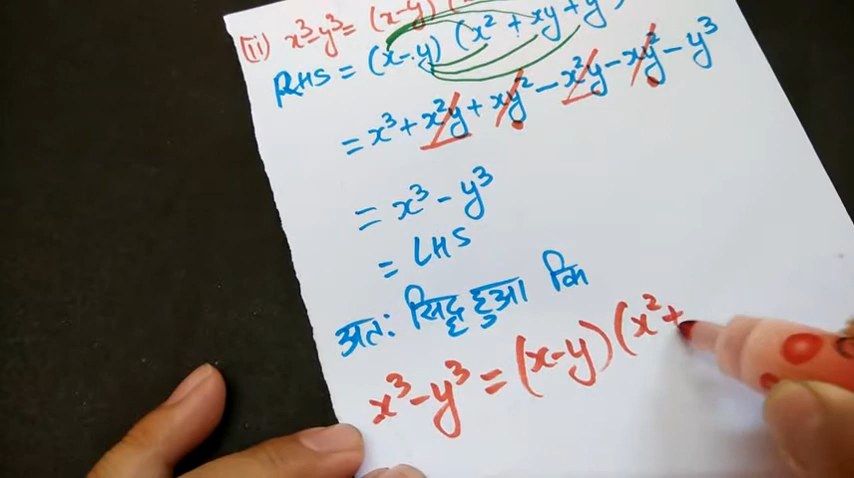 (ii) x³-y³ = (x-y) (x
RHS = (x-y) (x² + xy + y²
= x³ + x²y + xy² - x²y - xy² - y³
= x³ - y³
= LHS
अतः सिद्ध हुआ कि
x³ - y³ = (x-y) (x² +